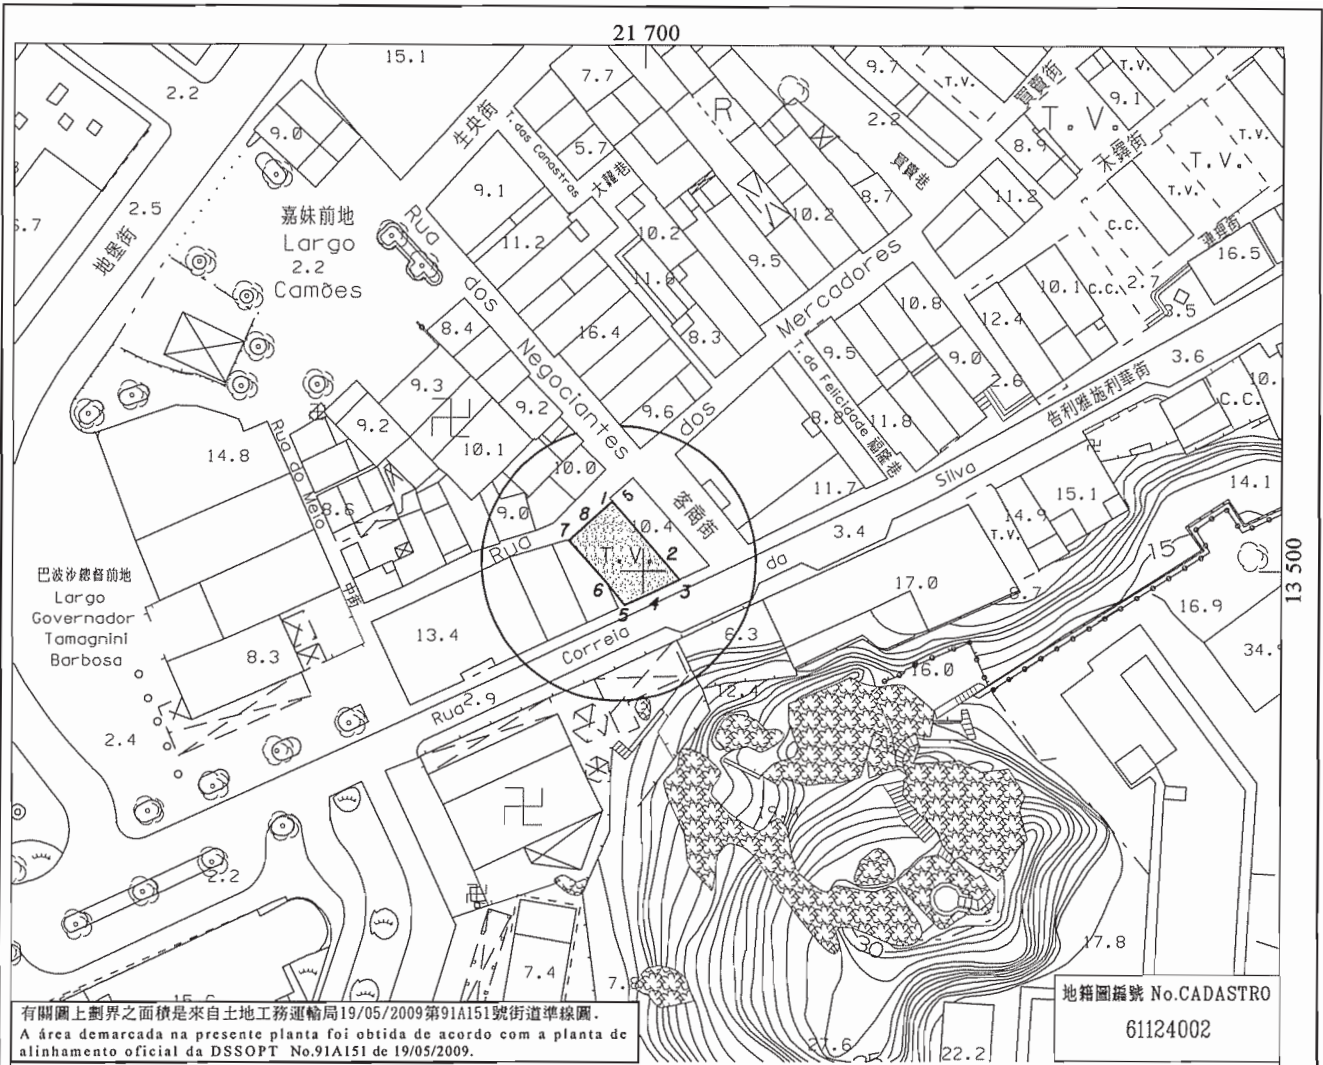 21 700
15.1
7.7
9.7
T.V.
T.V.
買賣街
2.2
9.0
生央街
T. dos Canastras
R
2.2
T. V.
9.1
8.9
木鐸街
T.V.
T.V.
T.V.
5.7
大耀巷
買賣巷
9.1
8.7
11.2
2.5
嘉妹前地
Largo
2.2
Camões
地堡街
Rua dos Negociantes
11.2
10.2
10.2
C.C.
16.5
9.5
11.6
Rua dos Mercadores
10.1
C.C.
2.7
3.5
10.8
12.4
8.4
16.4
8.3
9.5
9.0
3.6
2.6
T. da Felicidade
福隆巷
告利雅施利華街
10.
C.C.
9.3
9.2
9.6
8.8
11.8
9.2
10.1
14.8
Rua do Meio
10.0
11.7
Silva
14.1
15.1
8.6
9.0
1
5
8
7
10.4
客商街
14.9
T.V.
3.4
Rua
T. V.
2
da
15
13 500
巴波沙總督前地
Largo
Governador
Tamagnini
Barbosa
中街
6
3
4
5
17.0
16.9
13.4
Correia
6.3
34.
8.3
16.0
12.4
Rua
2.9
2.4
2.2
30
17.8
7.4
27.6
22.2
有關圖上劃界之面積是來自土地工務運輸局19/05/2009第91A151號街道準線圖.
A área demarcada na presente planta foi obtida de acordo com a planta de
alinhamento oficial da DSSOPT No.91A151 de 19/05/2009.
地籍圖編號 No.CADASTRO
61124002